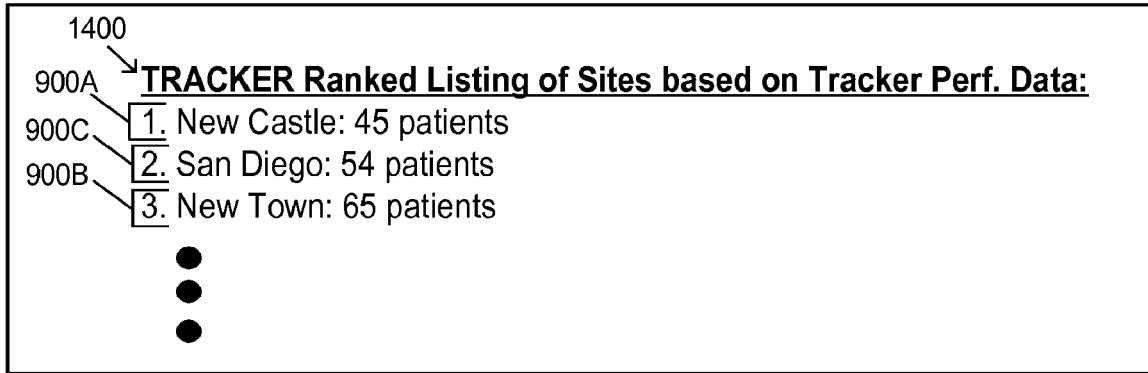 1400
TRACKER Ranked Listing of Sites based on Tracker Perf. Data:
900A
1. New Castle: 45 patients
900C
2. San Diego: 54 patients
900B
3. New Town: 65 patients